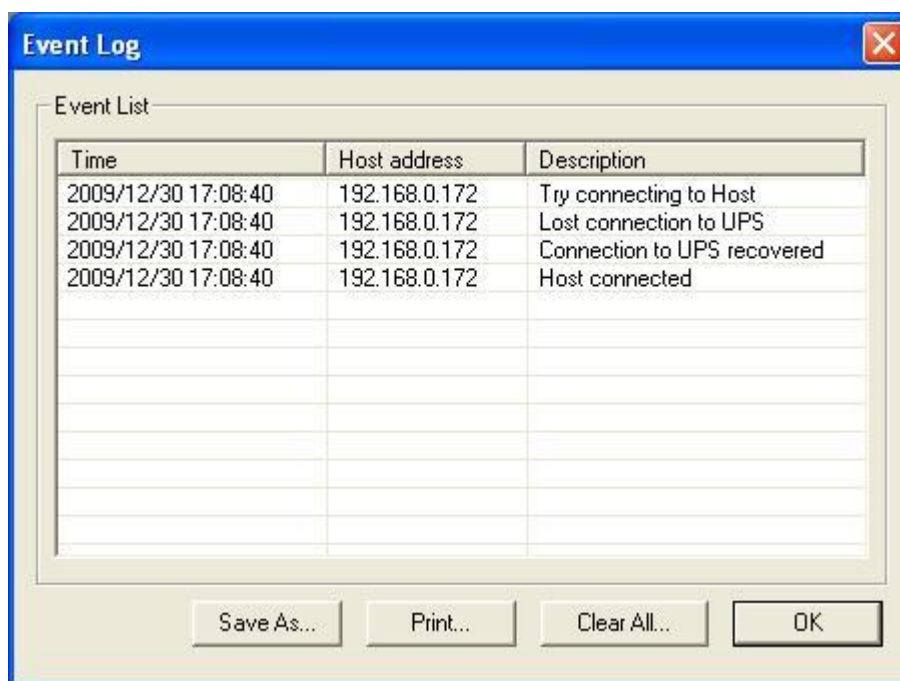 Event Log
Event List
Time Host address Description
2009/12/30 17:08:40 192.168.0.172 Try connecting to Host
2009/12/30 17:08:40 192.168.0.172 Lost connection to UPS
2009/12/30 17:08:40 192.168.0.172 Connection to UPS recovered
2009/12/30 17:08:40 192.168.0.172 Host connected
Save As... Print... Clear All... OK